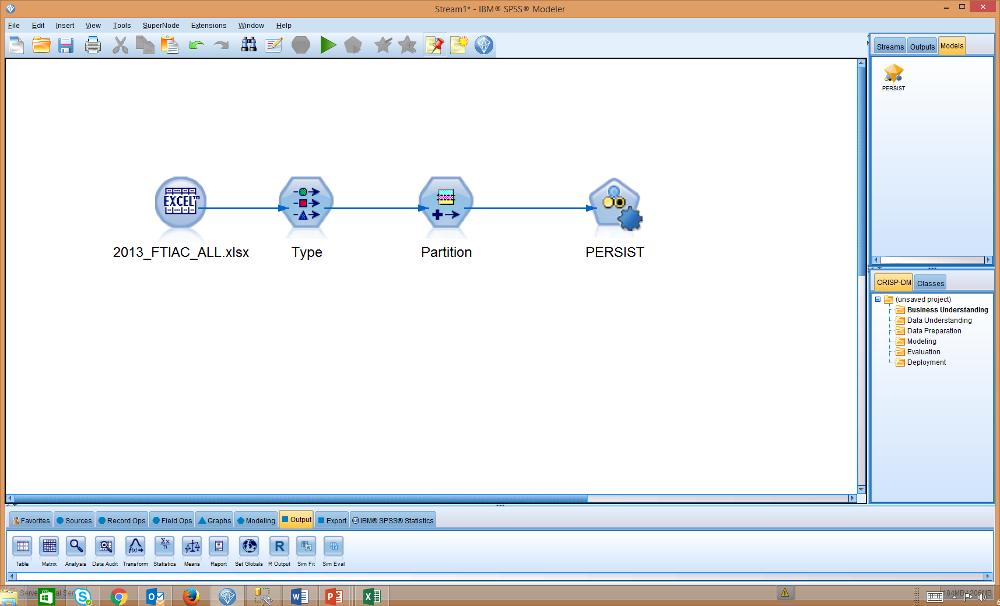 Stream1* - IBM® SPSS® Modeler
File Edit Insert View Tools SuperNode Extensions Window Help
Streams Outputs Models
PERSIST
EXCEL™
2013_FTIAC_ALL.xlsx Type Partition PERSIST
CRISP-DM Classes
(unsaved project)
Business Understanding
Data Understanding
Data Preparation
Modeling
Evaluation
Deployment
Favorites Sources Record Ops Field Ops Graphs Modeling Output Export IBM® SPSS® Statistics
f(x) Σx n R
Table Matrix Analysis Data Audit Transform Statistics Means Report Set Globals R Output Sim Fit Sim Eval
Serve al Ser 184MB / 206MB